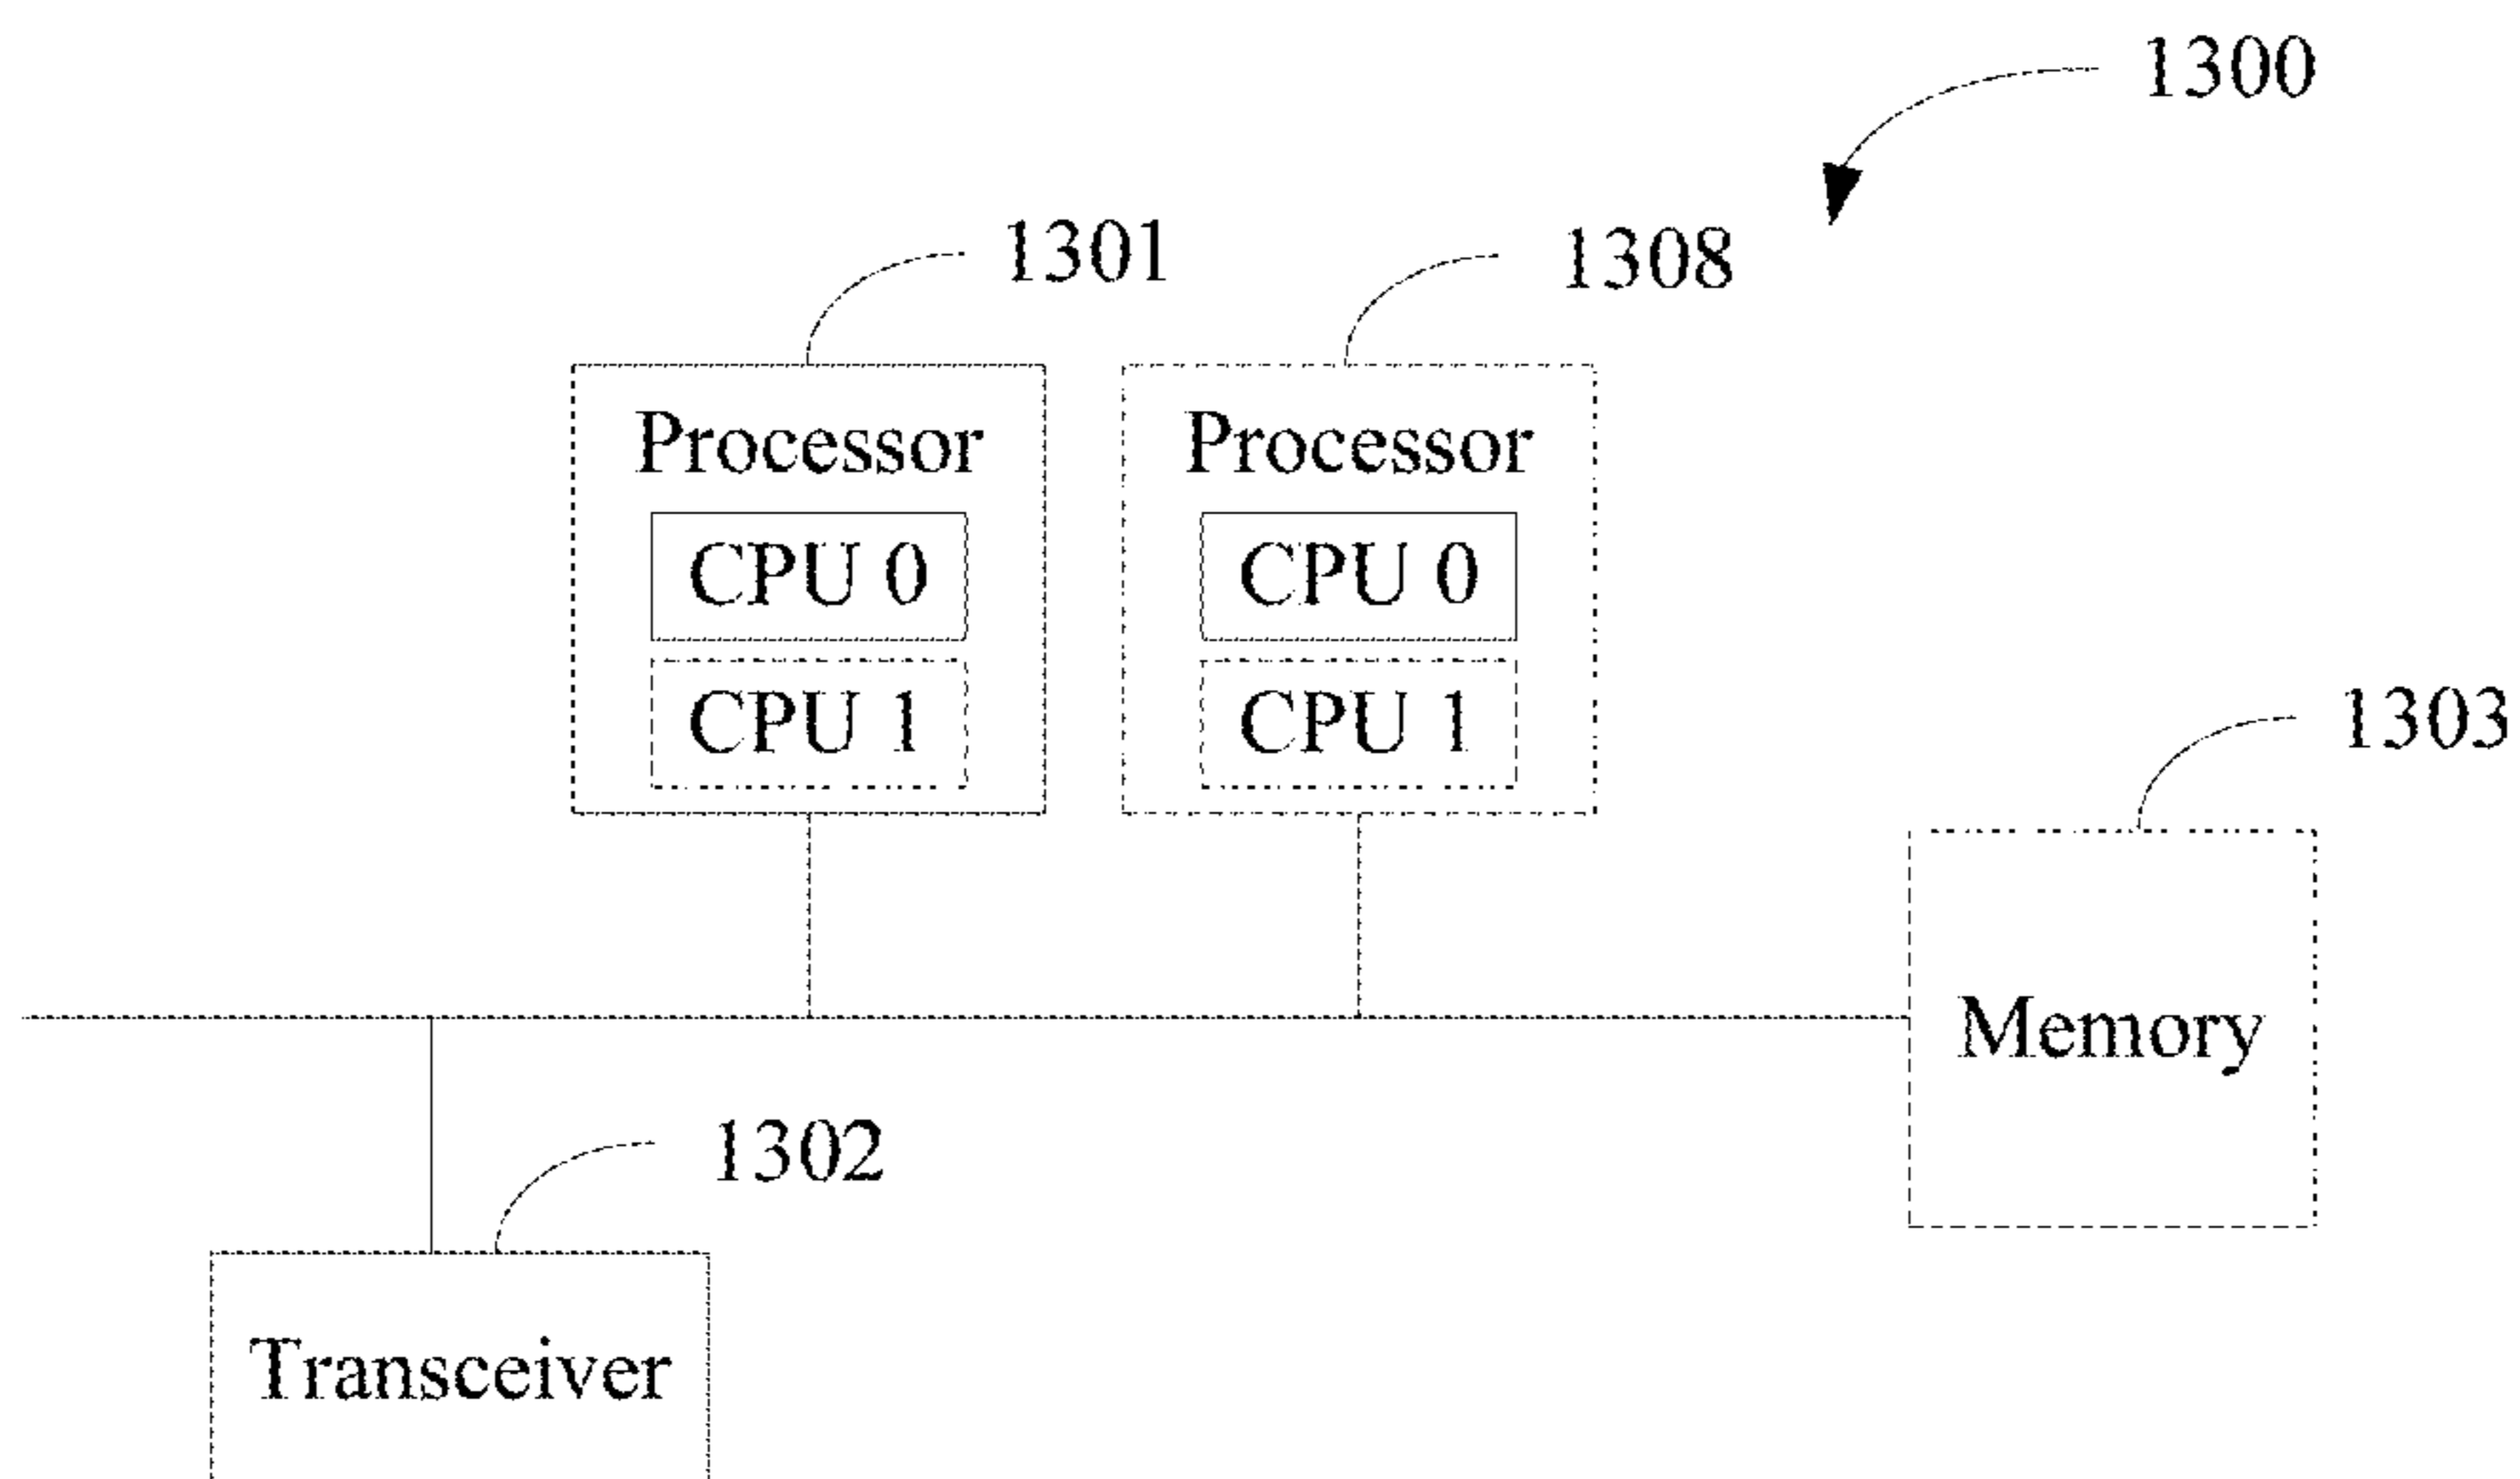 1300
1301
1308
Processor
CPU 0
CPU 1
Processor
CPU 0
CPU 1
1303
Memory
1302
Transceiver